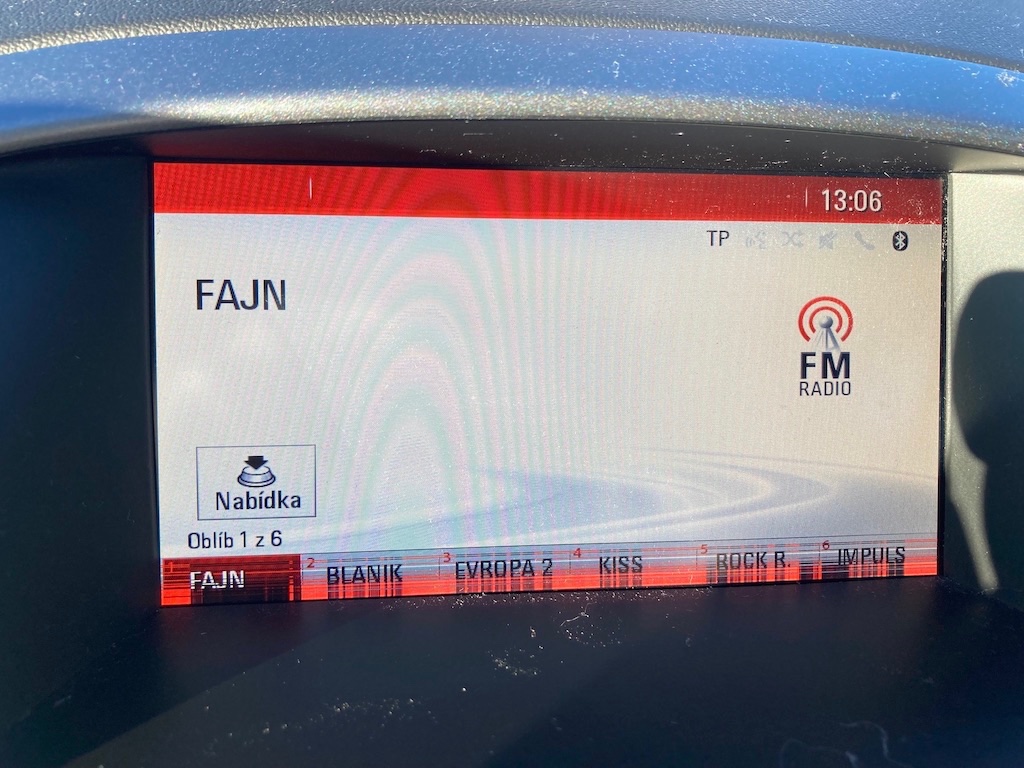 13:06
TP
FAJN
FM
RADIO
Nabídka
Oblíb 1 z 6
1 FAJN 2 BLANIK 3 EVROPA 2 4 KISS 5 ROCK R. 6 IMPULS